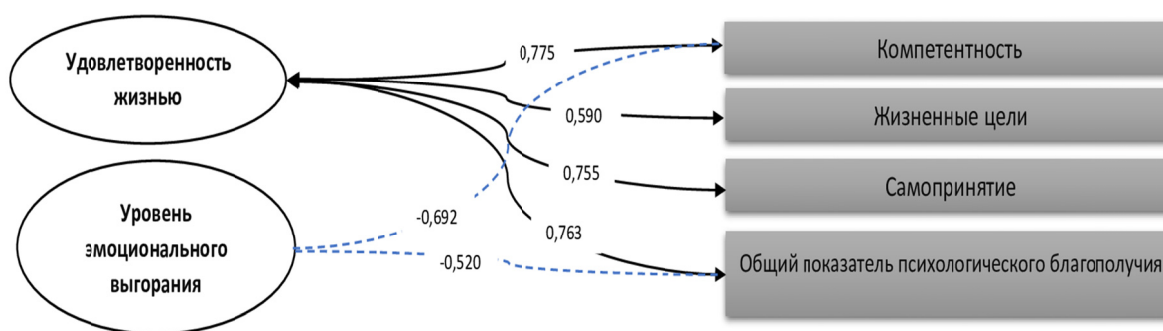 Удовлетворенность
жизнью
Уровень
эмоционального
выгорания
0,775
0,590
0,755
-0,692
0,763
-0,520
Компетентность
Жизненные цели
Самопринятие
Общий показатель психологического благополучия